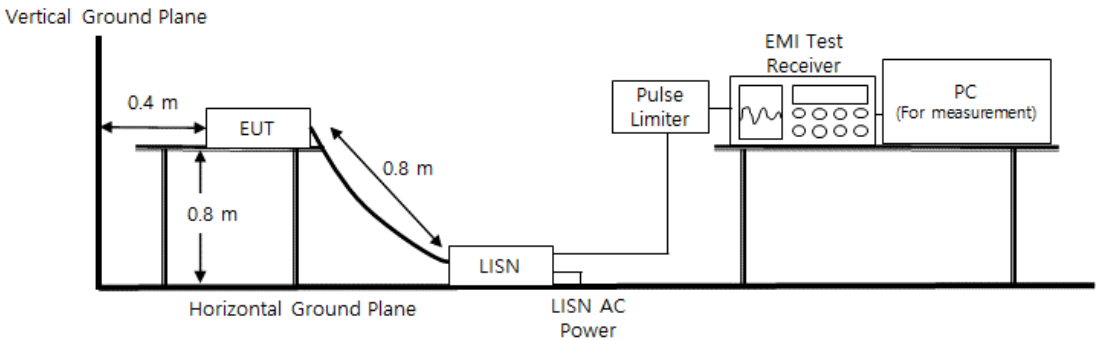 Vertical Ground Plane
0.4 m
EUT
0.8 m
0.8 m
LISN
Horizontal Ground Plane
LISN AC
Power
Pulse
Limiter
EMI Test
Receiver
PC
(For measurement)